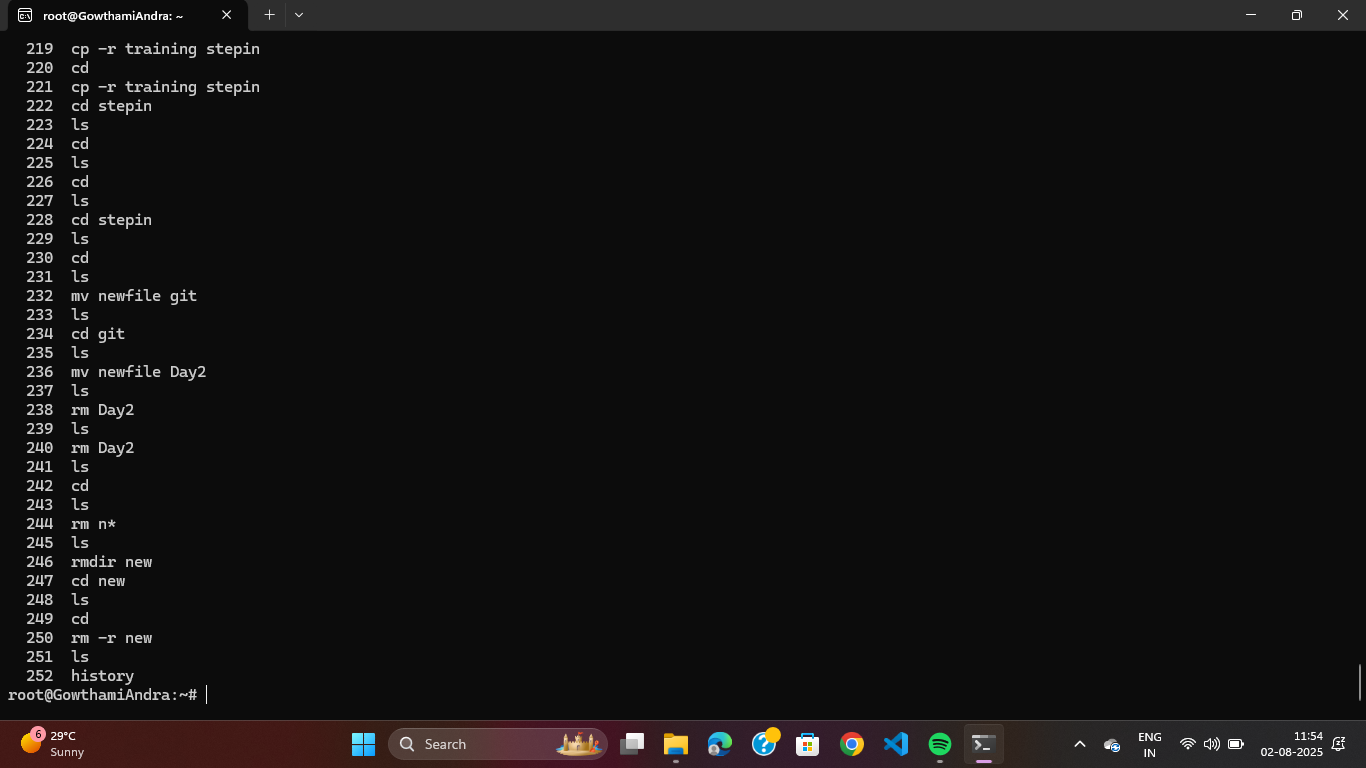 root@GowthamiAndra: ~
219 cp -r training stepin
220 cd
221 cp -r training stepin
222 cd stepin
223 ls
224 cd
225 ls
226 cd
227 ls
228 cd stepin
229 ls
230 cd
231 ls
232 mv newfile git
233 ls
234 cd git
235 ls
236 mv newfile Day2
237 ls
238 rm Day2
239 ls
240 rm Day2
241 ls
242 cd
243 ls
244 rm n*
245 ls
246 rmdir new
247 cd new
248 ls
249 cd
250 rm -r new
251 ls
252 history
root@GowthamiAndra:~#
6
29°C
Sunny
Search
ENG
IN
11:54
02-08-2025